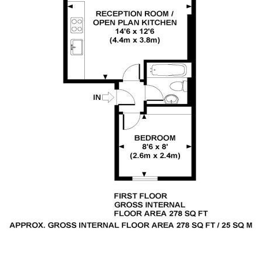 RECEPTION ROOM /
OPEN PLAN KITCHEN
14'6 x 12'6
(4.4m x 3.8m)
IN
BEDROOM
8'6 x 8'
(2.6m x 2.4m)
FIRST FLOOR
GROSS INTERNAL
FLOOR AREA 278 SQ FT
APPROX. GROSS INTERNAL FLOOR AREA 278 SQ FT / 25 SQ M